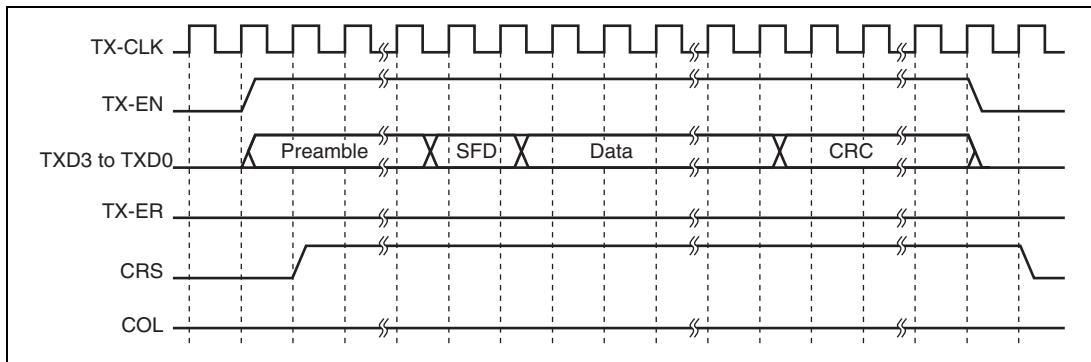 TX-CLK
TX-EN
TXD3 to TXD0
Preamble
SFD
Data
CRC
TX-ER
CRS
COL